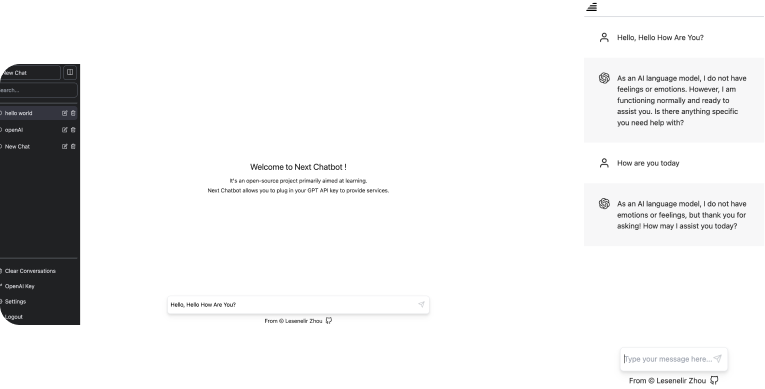 New Chat
Search...
hello world
openAI
New Chat
Clear Conversations
OpenAI Key
Settings
Logout
Welcome to Next Chatbot !
It's an open-source project primarily aimed at learning.
Next Chatbot allows you to plug in your GPT API key to provide services.
Hello, Hello How Are You?
From © Lesenelir Zhou
Hello, Hello How Are You?
As an AI language model, I do not have
feelings or emotions. However, I am
functioning normally and ready to
assist you. Is there anything specific
you need help with?
How are you today
As an AI language model, I do not have
emotions or feelings, but thank you for
asking! How may I assist you today?
Type your message here...
From © Lesenelir Zhou